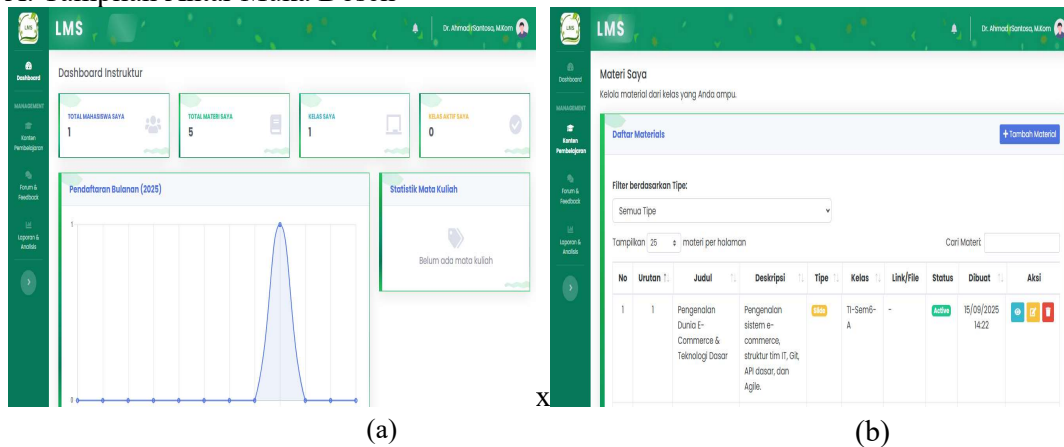 LMS
LMS
Dr. Ahmad Santoso, M.Kom
Dashboard
MANAGEMENT
Konten
Pembelajaran
Forum &
Feedback
Laporan &
Analisis
Dashboard Instruktur
TOTAL MAHASISWA SAYA
1
TOTAL MATERI SAYA
5
KELAS SAYA
1
KELAS AKTIF SAYA
0
Pendaftaran Bulanan (2025)
1
0
Statistik Mata Kuliah
Belum ada mata kuliah
(a)
x
LMS
LMS
Dr. Ahmad Santoso, M.Kom
Dashboard
MANAGEMENT
Konten
Pembelajaran
Forum &
Feedback
Laporan &
Analisis
Materi Saya
Kelola material dari kelas yang Anda ampu.
Daftar Materials
+ Tambah Material
Filter berdasarkan Tipe:
Semua Tipe
Tampilkan 25 materi per halaman
Cari Materi:
No Urutan Judul Deskripsi Tipe Kelas Link/File Status Dibuat Aksi
1 1 Pengenalan Pengenalan Slide TI-Sem6- - Active 15/09/2025
Dunia E- sistem e- A 14:22
Commerce & commerce,
Teknologi Dasar struktur tim IT, Git,
API dasar, dan
Agile.
(b)